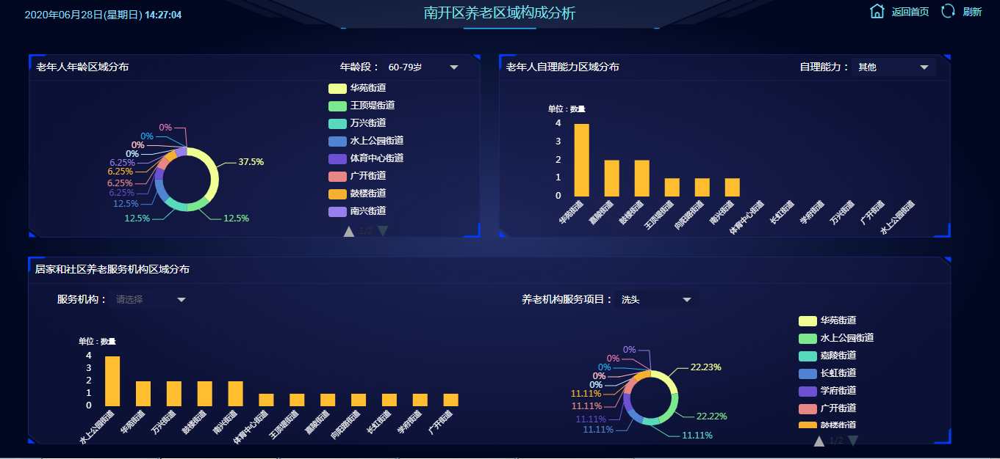 2020年06月28日(星期日) 14:27:04
南开区养老区域构成分析
返回首页
刷新
老年人年龄区域分布
年龄段：
60-79岁
华苑街道
王顶堤街道
万兴街道
水上公园街道
体育中心街道
广开街道
鼓楼街道
南兴街道
1/2
0%
0%
0%
0%
6.25%
6.25%
6.25%
6.25%
12.5%
12.5%
37.5%
12.5%
老年人自理能力区域分布
自理能力：
其他
单位：数量
4
3
2
1
0
华苑街道
嘉陵街道
鼓楼街道
王顶堤街道
向阳路街道
南兴街道
体育中心街道
长虹街道
学府街道
万兴街道
广开街道
水上公园街道
居家和社区养老服务机构区域分布
服务机构：
请选择
单位：数量
4
3
2
1
0
水上公园街道
华苑街道
万兴街道
鼓楼街道
南兴街道
体育中心街道
王顶堤街道
嘉陵街道
向阳路街道
长虹街道
学府街道
广开街道
养老机构服务项目：
洗头
0%
0%
0%
0%
0%
11.11%
11.11%
11.11%
11.11%
22.23%
22.22%
11.11%
华苑街道
水上公园街道
嘉陵街道
长虹街道
学府街道
广开街道
鼓楼街道
1/2